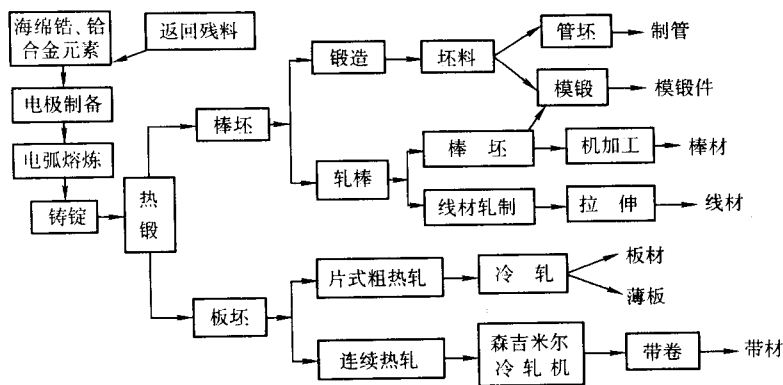 海绵锆、铪
合金元素
返回残料
电极制备
电弧熔炼
铸锭
热
锻
棒坯
锻造
坯料
管坯
制管
模锻
模锻件
轧棒
棒 坯
机加工
棒材
线材轧制
拉 伸
线材
板坯
片式粗热轧
冷 轧
板材
薄板
连续热轧
森吉米尔
冷轧机
带卷
带材